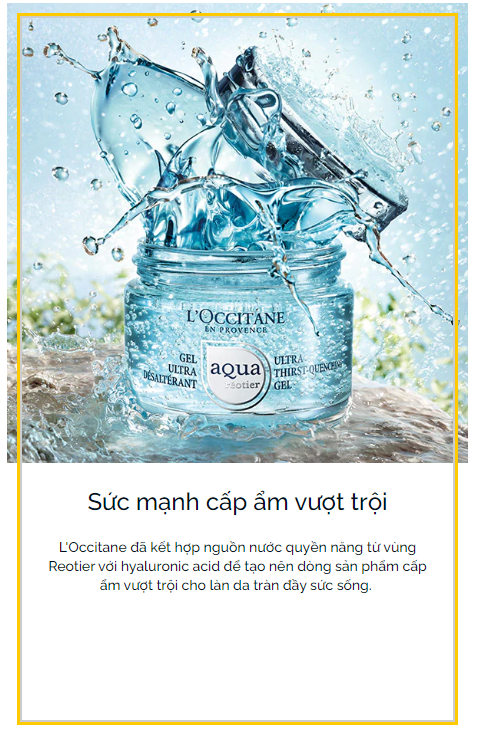 L'OCCITANE
EN PROVENCE
GEL
ULTRA
DÉSALTÉRANT
aqua
réotier
ULTRA
THIRST-QUENCHING
GEL
Sức mạnh cấp ẩm vượt trội
L'Occitane đã kết hợp nguồn nước quyền năng từ vùng
Reotier với hyaluronic acid để tạo nên dòng sản phẩm cấp
ẩm vượt trội cho làn da tràn đầy sức sống.